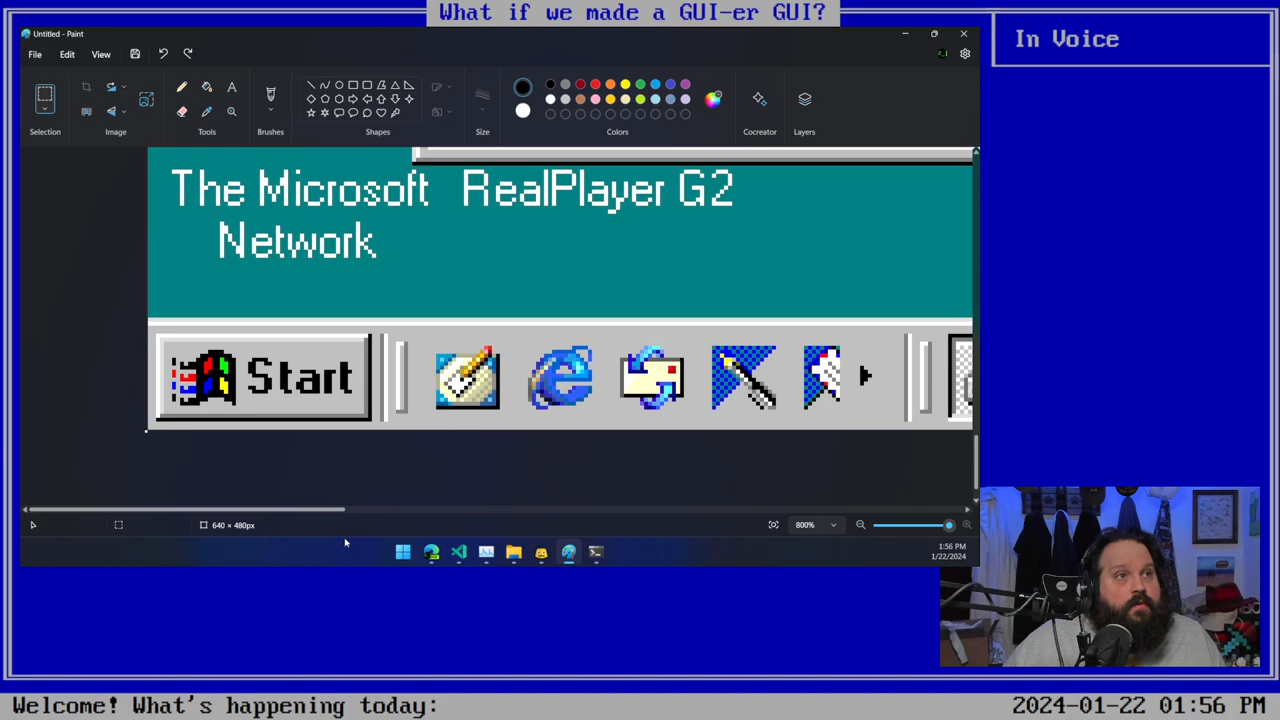 What if we made a GUI-er GUI?
In Voice
Untitled - Paint
File Edit View
Selection Image Tools Brushes Shapes Size Colors Cocreator Layers
The Microsoft RealPlayer G2
Network
Start
640 × 480px 800%
1:56 PM
1/22/2024
Welcome! What's happening today: 2024-01-22 01:56 PM